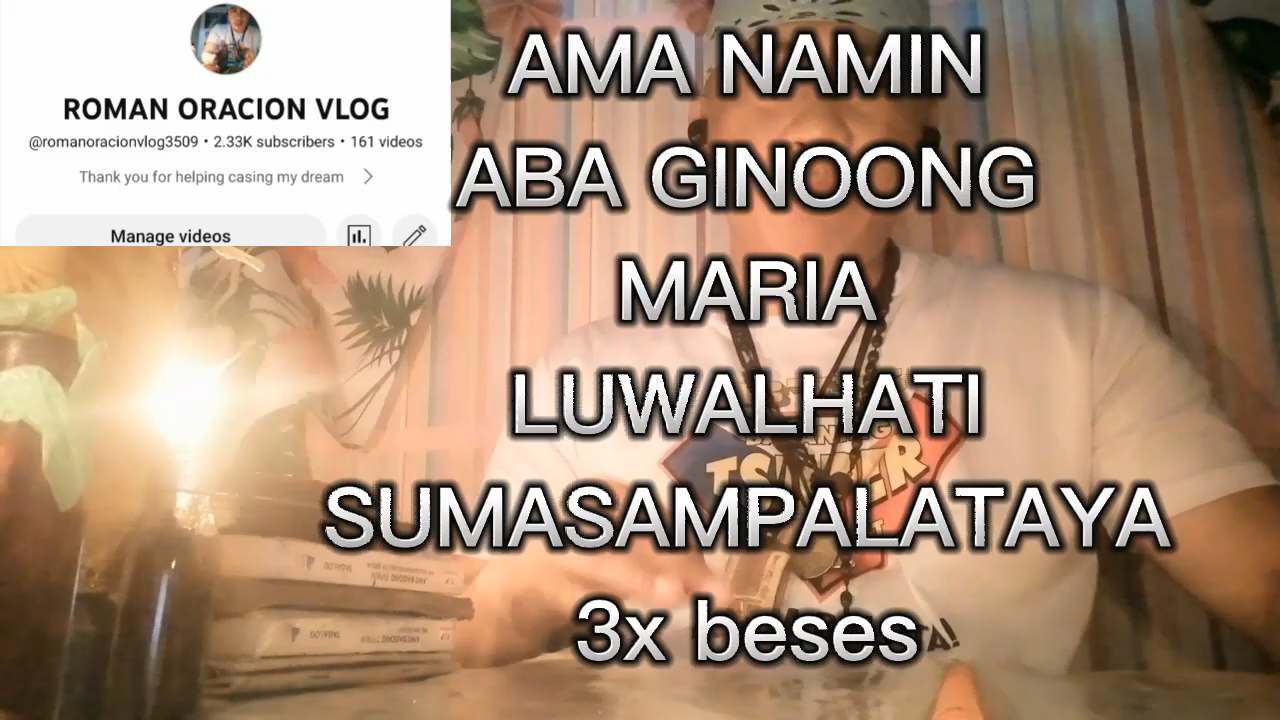 ROMAN ORACION VLOG
@romanoracionvlog3509 • 2.33K subscribers • 161 videos
Thank you for helping casing my dream
Manage videos
AMA NAMIN
ABA GINOONG
MARIA
LUWALHATI
SUMASAMPALATAYA
3x beses
TAGALOG